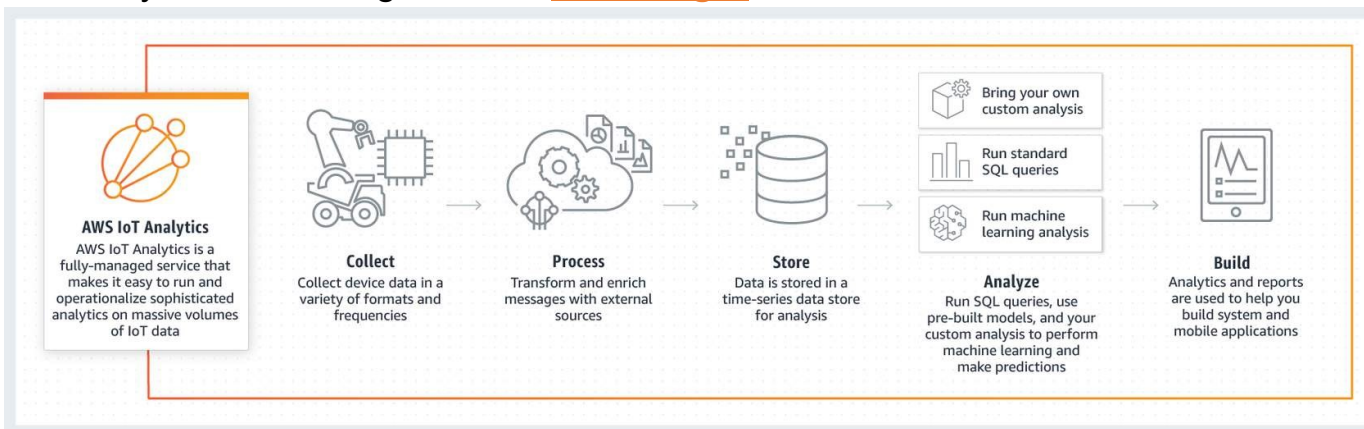 AWS IoT Analytics
AWS IoT Analytics is a
fully-managed service that
makes it easy to run and
operationalize sophisticated
analytics on massive volumes
of IoT data
Collect
Collect device data in a
variety of formats and
frequencies
Process
Transform and enrich
messages with external
sources
Store
Data is stored in a
time-series data store
for analysis
Bring your own
custom analysis
Run standard
SQL queries
Run machine
learning analysis
Analyze
Run SQL queries, use
pre-built models, and your
custom analysis to perform
machine learning and
make predictions
Build
Analytics and reports
are used to help you
build system and
mobile applications